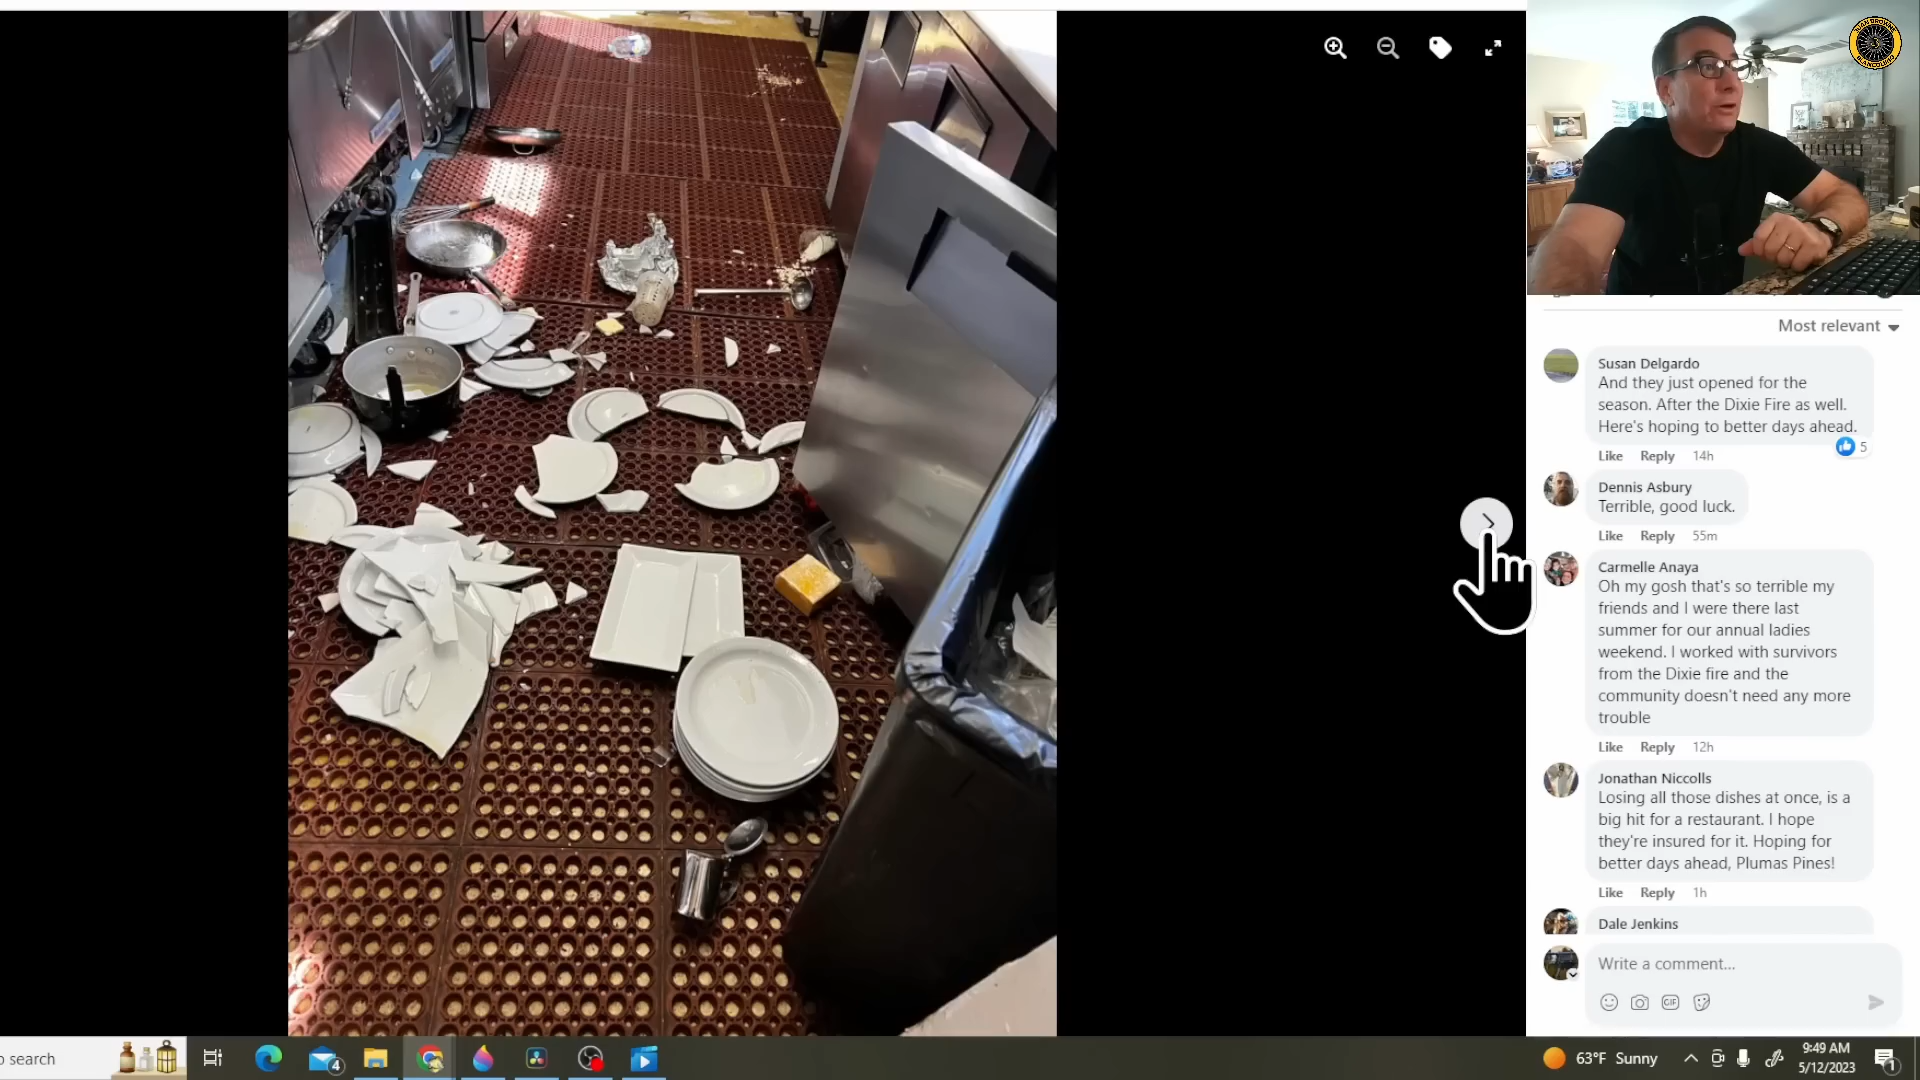 JUAN BROWNE
BLANCOLIRIO
Most relevant
Susan Delgardo
And they just opened for the
season. After the Dixie Fire as well.
Here's hoping to better days ahead.
5
Like Reply 14h
Dennis Asbury
Terrible, good luck.
Like Reply 55m
Carmelle Anaya
Oh my gosh that's so terrible my
friends and I were there last
summer for our annual ladies
weekend. I worked with survivors
from the Dixie fire and the
community doesn't need any more
trouble
Like Reply 12h
Jonathan Niccolls
Losing all those dishes at once, is a
big hit for a restaurant. I hope
they're insured for it. Hoping for
better days ahead, Plumas Pines!
Like Reply 1h
Dale Jenkins
Write a comment...
GIF
search
4
63°F Sunny
9:49 AM
5/12/2023
1